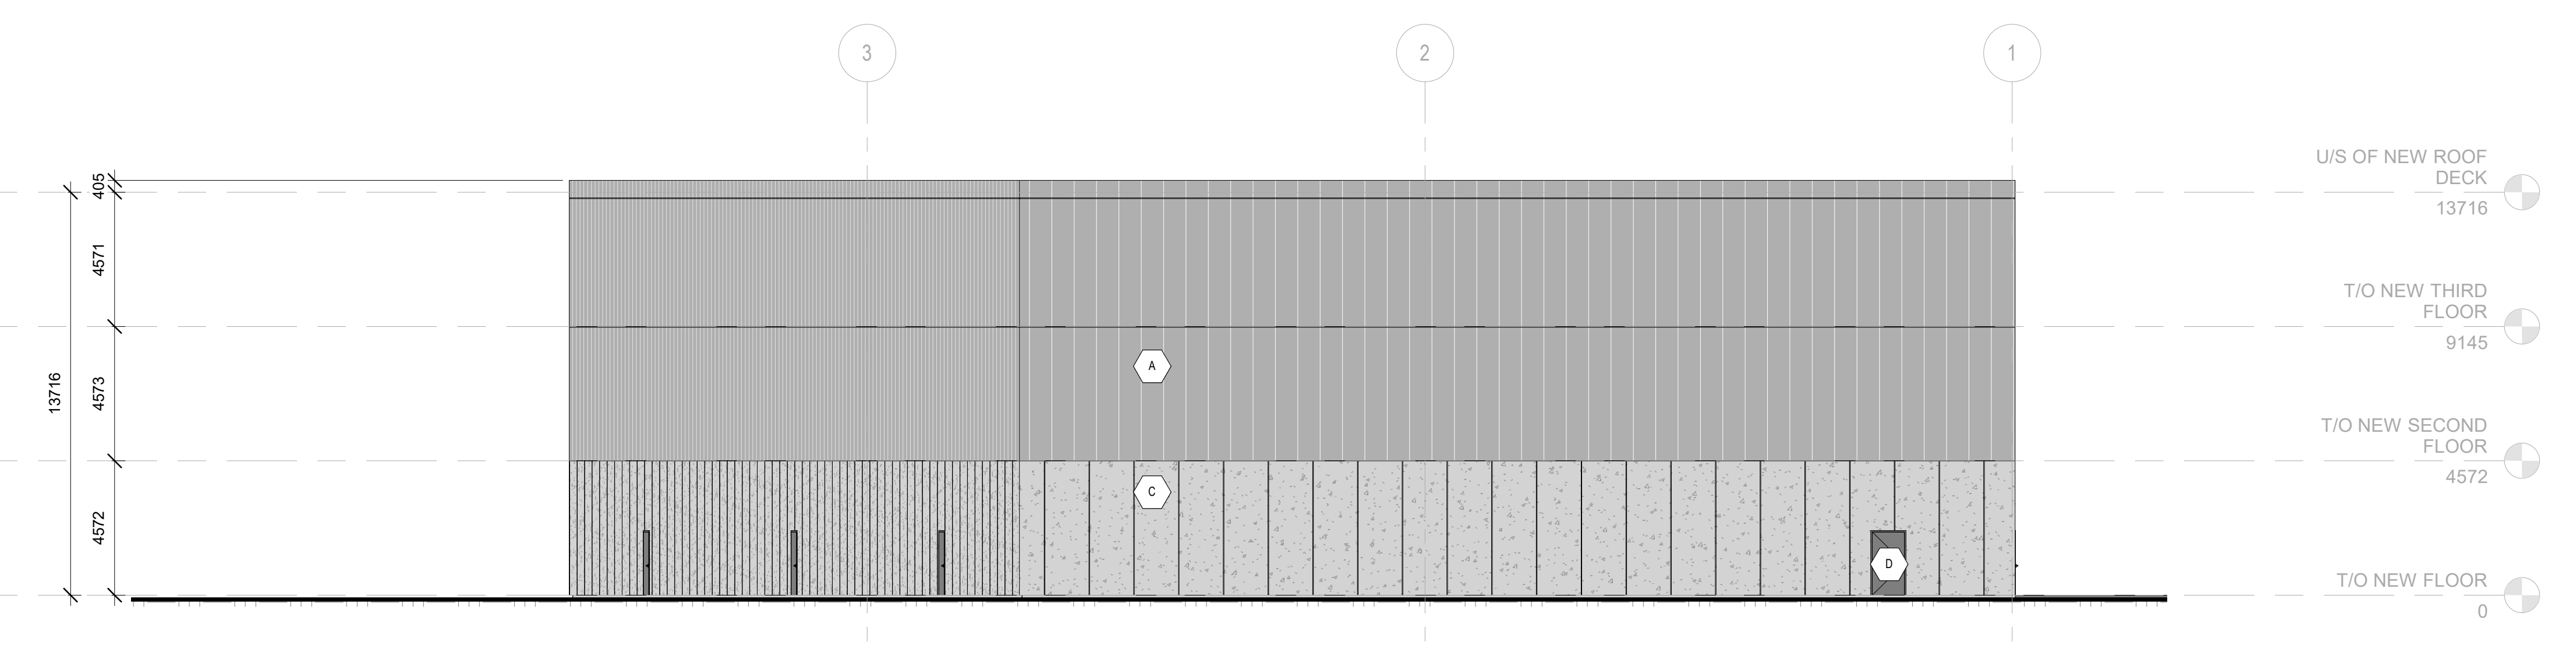 3
2
1
405
4571
4573
4572
13716
U/S OF NEW ROOF
DECK
13716
T/O NEW THIRD
FLOOR
9145
T/O NEW SECOND
FLOOR
4572
T/O NEW FLOOR
0
A
C
D